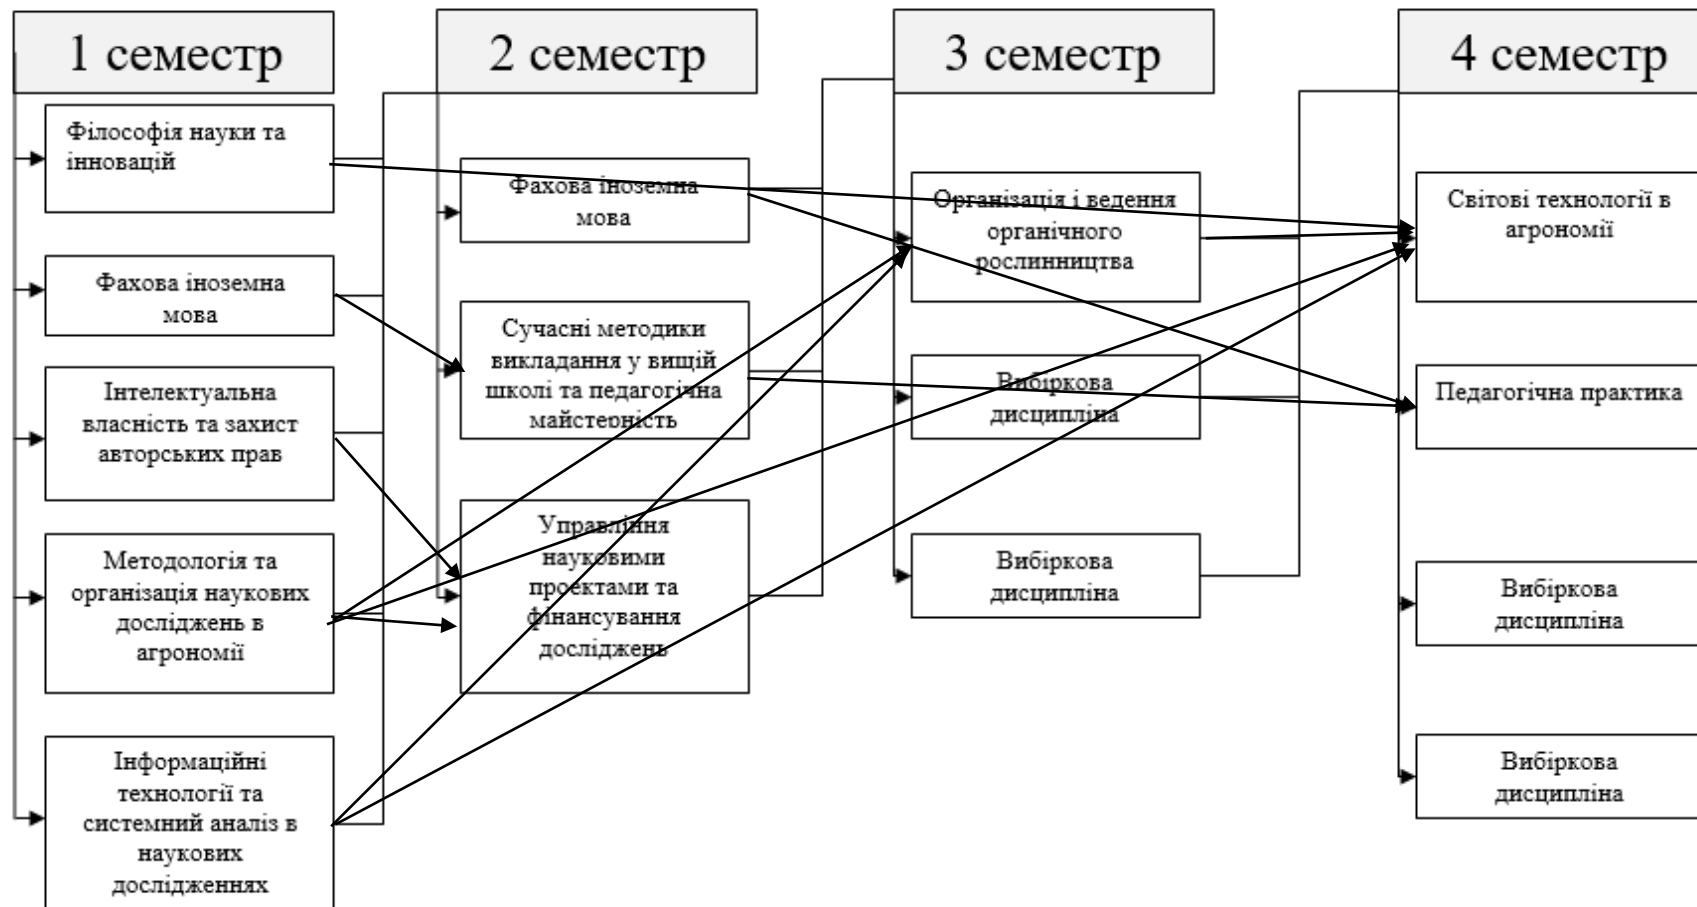 1 семестр
Філософія науки та
інновацій
Фахова іноземна
мова
Інтелектуальна
власність та захист
авторських прав
Методологія та
організація наукових
досліджень в
агрономії
Інформаційні
технології та
системний аналіз в
наукових
дослідженнях
2 семестр
Фахова іноземна
мова
Сучасні методики
викладання у вищій
школі та педагогічна
майстерність
Управління
науковими
проектами та
фінансування
досліджень
3 семестр
Організація і ведення
органічного
рослинництва
Вибіркова
дисципліна
Вибіркова
дисципліна
4 семестр
Світові технології в
агрономії
Педагогічна практика
Вибіркова
дисципліна
Вибіркова
дисципліна